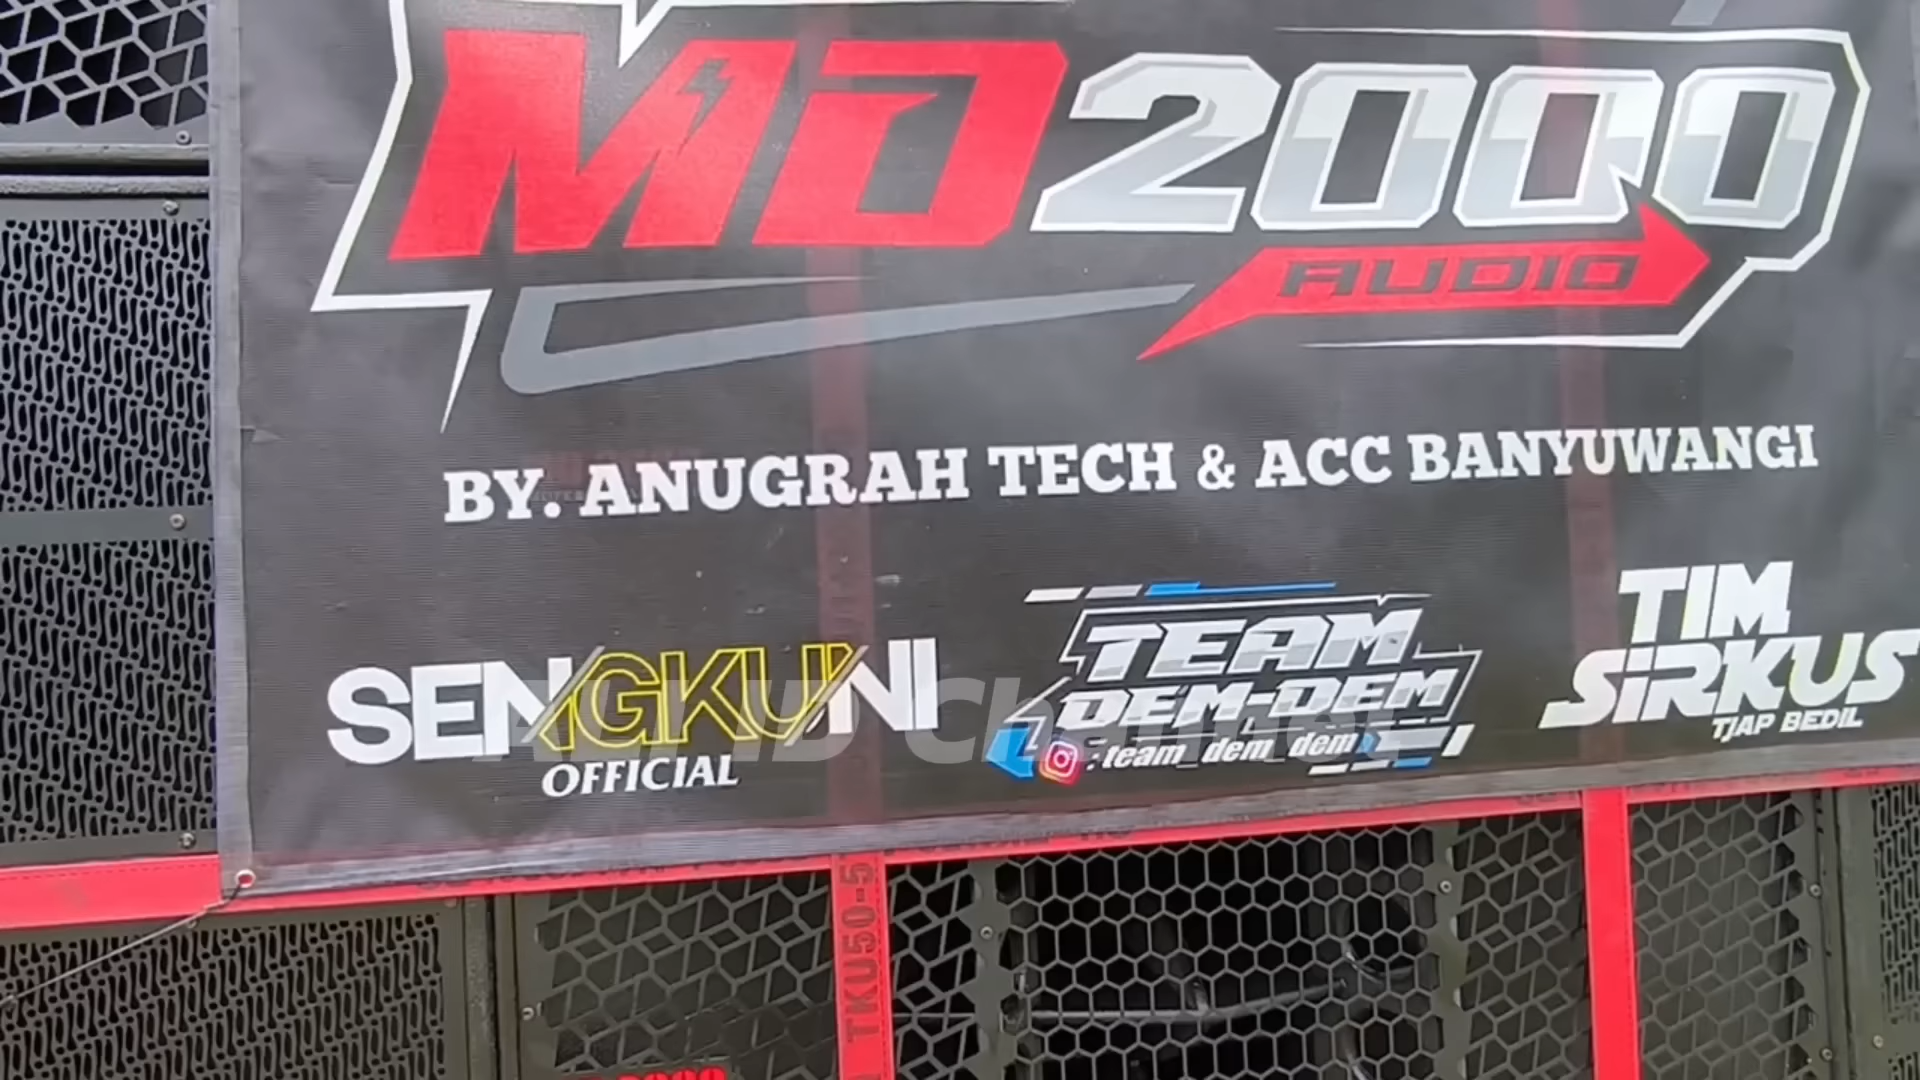 MD2000
AUDIO
BY. ANUGRAH TECH & ACC BANYUWANGI
SENGKUNI
OFFICIAL
TEAM
DEM-DEM
:team_dem_dem
TIM
SiRKUS
TJAP BEDIL
Channel
TKU50-5